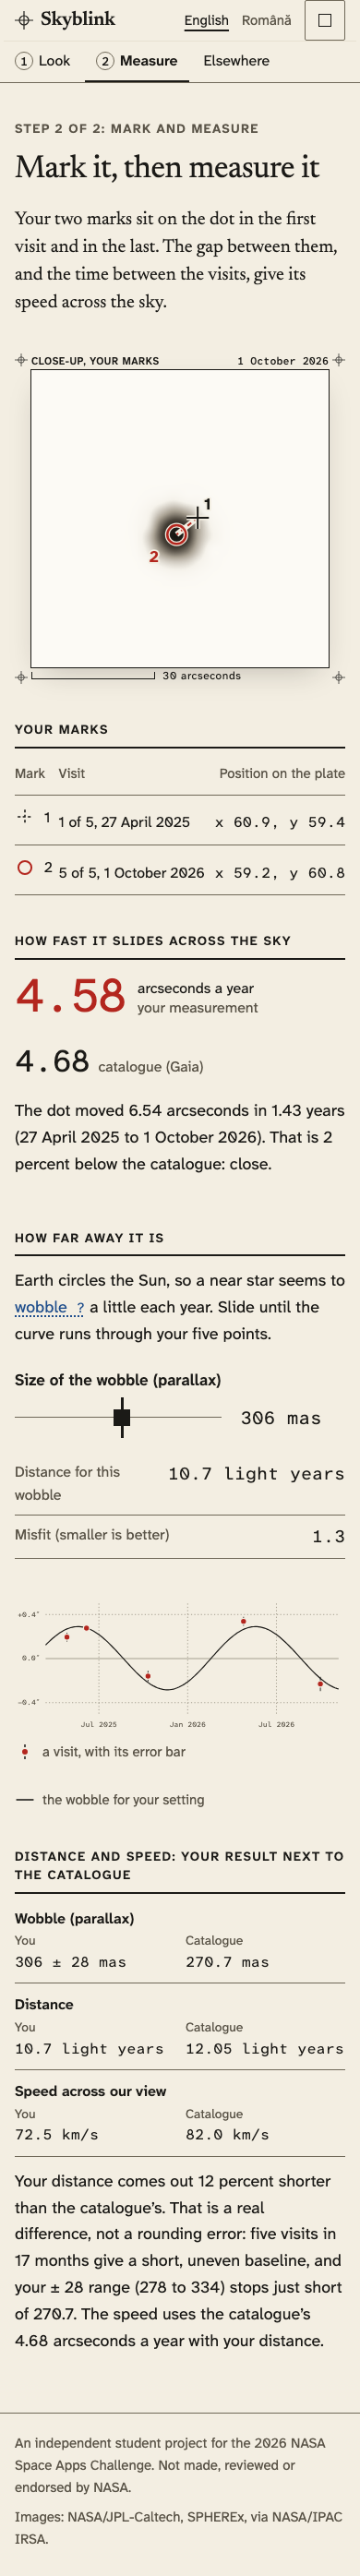 Skyblink
English Română
1 Look 2 Measure Elsewhere
STEP 2 OF 2: MARK AND MEASURE
Mark it, then measure it
Your two marks sit on the dot in the first
visit and in the last. The gap between them,
and the time between the visits, give its
speed across the sky.
CLOSE-UP, YOUR MARKS 1 October 2026
1
2
30 arcseconds
YOUR MARKS
Mark Visit Position on the plate
1 1 of 5, 27 April 2025 x 60.9, y 59.4
2 5 of 5, 1 October 2026 x 59.2, y 60.8
HOW FAST IT SLIDES ACROSS THE SKY
4.58 arcseconds a year
your measurement
4.68 catalogue (Gaia)
The dot moved 6.54 arcseconds in 1.43 years
(27 April 2025 to 1 October 2026). That is 2
percent below the catalogue: close.
HOW FAR AWAY IT IS
Earth circles the Sun, so a near star seems to
wobble ? a little each year. Slide until the
curve runs through your five points.
Size of the wobble (parallax)
306 mas
Distance for this
wobble 10.7 light years
Misfit (smaller is better) 1.3
+0.4″
0.0″
−0.4″
Jul 2025 Jan 2026 Jul 2026
a visit, with its error bar
the wobble for your setting
DISTANCE AND SPEED: YOUR RESULT NEXT TO
THE CATALOGUE
Wobble (parallax)
You Catalogue
306 ± 28 mas 270.7 mas
Distance
You Catalogue
10.7 light years 12.05 light years
Speed across our view
You Catalogue
72.5 km/s 82.0 km/s
Your distance comes out 12 percent shorter
than the catalogue’s. That is a real
difference, not a rounding error: five visits in
17 months give a short, uneven baseline, and
your ± 28 range (278 to 334) stops just short
of 270.7. The speed uses the catalogue’s
4.68 arcseconds a year with your distance.
An independent student project for the 2026 NASA
Space Apps Challenge. Not made, reviewed or
endorsed by NASA.
Images: NASA/JPL-Caltech, SPHEREx, via NASA/IPAC
IRSA.